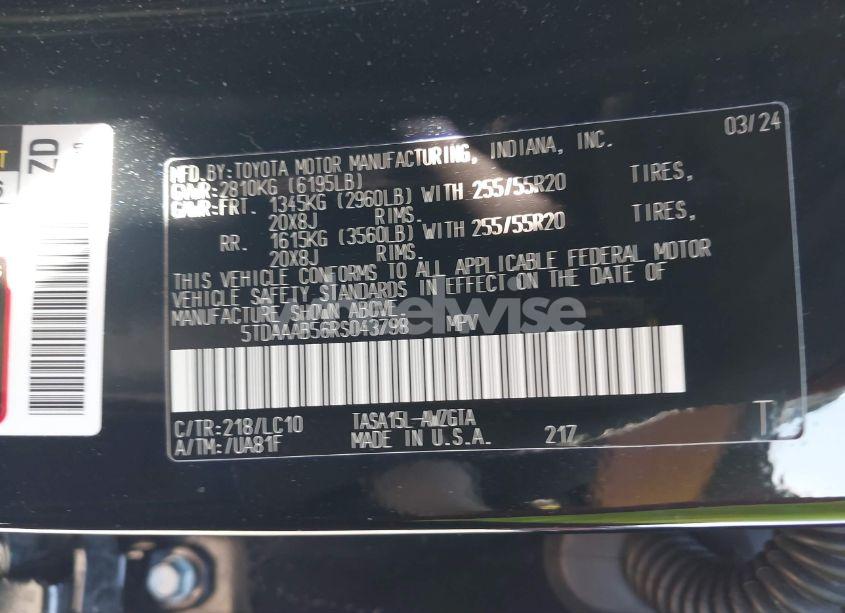 ZD
03/24
MFD. BY: TOYOTA MOTOR MANUFACTURING, INDIANA, INC.
GVWR: 2810KG (6195LB)
GAWR: FRT. 1345KG (2960LB) WITH 255/55R20 TIRES,
20X8J RIMS.
RR. 1615KG (3560LB) WITH 255/55R20 TIRES,
20X8J RIMS.
THIS VEHICLE CONFORMS TO ALL APPLICABLE FEDERAL MOTOR
VEHICLE SAFETY STANDARDS IN EFFECT ON THE DATE OF
MANUFACTURE SHOWN ABOVE.
5TDAAAB56RS043798 MPV
C/TR: 218/LC10 TASA15L-AWZGTA
A/TM: /UA81F MADE IN U.S.A. 21Z T